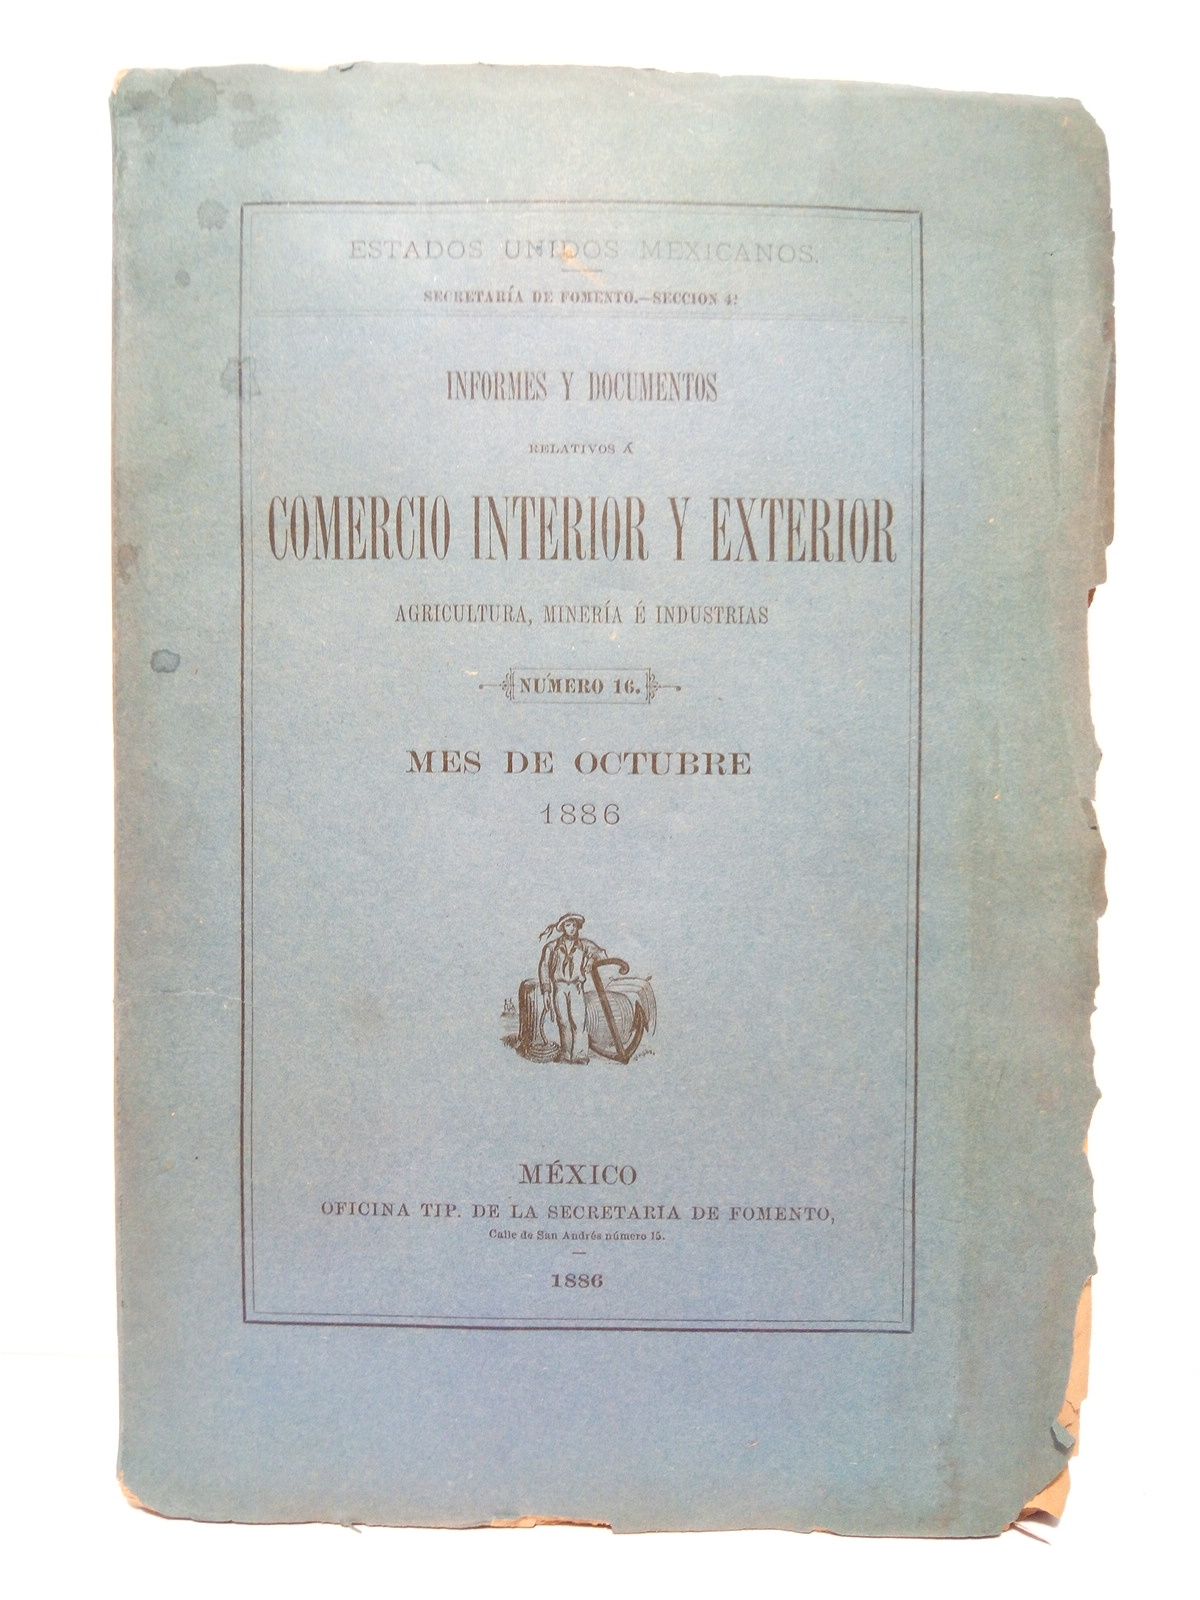 ESTADOS UNIDOS MEXICANOS.
SECRETARÍA DE FOMENTO.—SECCION 4ª
INFORMES Y DOCUMENTOS
RELATIVOS Á
COMERCIO INTERIOR Y EXTERIOR
AGRICULTURA, MINERÍA É INDUSTRIAS
NÚMERO 16.
MES DE OCTUBRE
1886
MÉXICO
OFICINA TIP. DE LA SECRETARIA DE FOMENTO,
Calle de San Andrés número 15.
1886